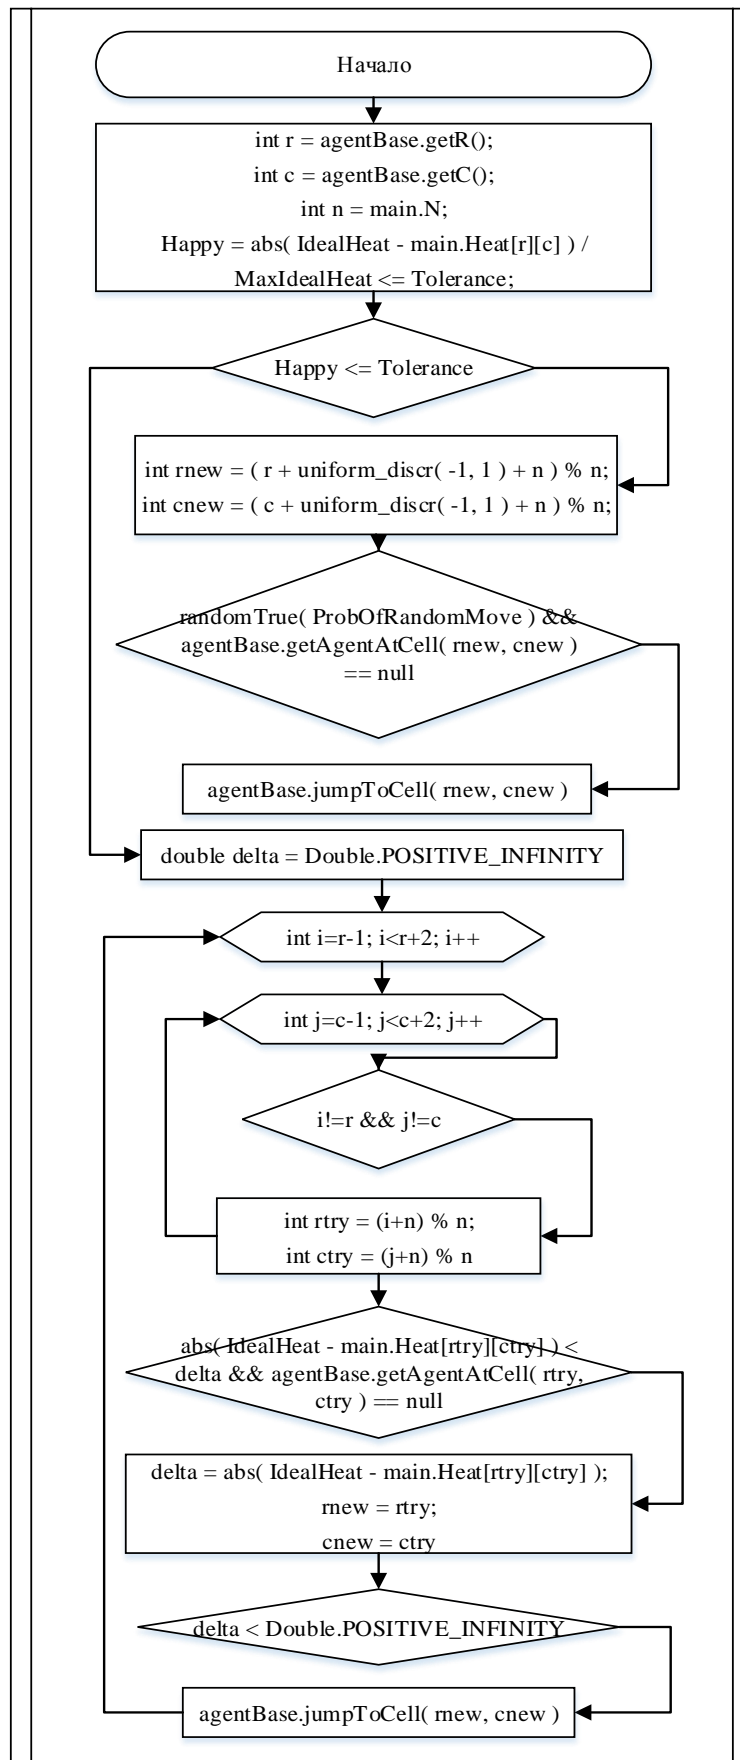 Начало
int r = agentBase.getR();
int c = agentBase.getC();
int n = main.N;
Happy = abs( IdealHeat - main.Heat[r][c] ) /
MaxIdealHeat <= Tolerance;
Happy <= Tolerance
int rnew = ( r + uniform_discr( -1, 1 ) + n ) % n;
int cnew = ( c + uniform_discr( -1, 1 ) + n ) % n;
randomTrue( ProbOfRandomMove ) &&
agentBase.getAgentAtCell( rnew, cnew )
== null
agentBase.jumpToCell( rnew, cnew )
double delta = Double.POSITIVE_INFINITY
int i=r-1; i<r+2; i++
int j=c-1; j<c+2; j++
i!=r && j!=c
int rtry = (i+n) % n;
int ctry = (j+n) % n
abs( IdealHeat - main.Heat[rtry][ctry] ) <
delta && agentBase.getAgentAtCell( rtry,
ctry ) == null
delta = abs( IdealHeat - main.Heat[rtry][ctry] );
rnew = rtry;
cnew = ctry
delta < Double.POSITIVE_INFINITY
agentBase.jumpToCell( rnew, cnew )